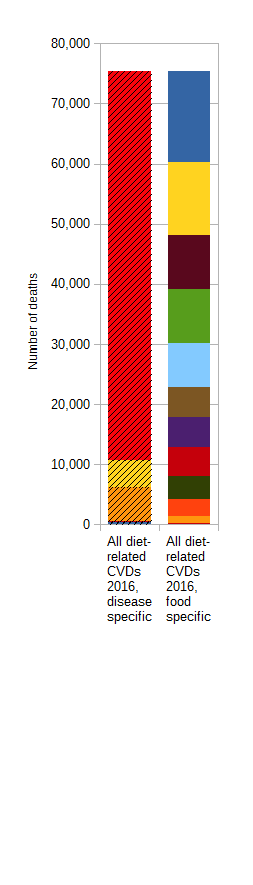 80,000
70,000
60,000
50,000
40,000
30,000
20,000
10,000
0
Number of deaths
All diet-
related
CVDs
2016,
disease
specific
All diet-
related
CVDs
2016,
food
specific